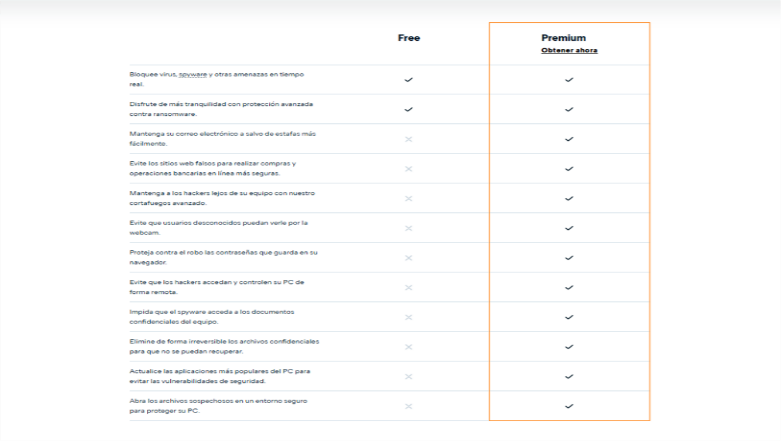 Free
Premium
Obtener ahora
Bloquee virus, spyware y otras amenazas en tiempo
real.
Disfrute de más tranquilidad con protección avanzada
contra ransomware.
Mantenga su correo electrónico a salvo de estafas más
fácilmente.
Evite los sitios web falsos para realizar compras y
operaciones bancarias en línea más seguras.
Mantenga a los hackers lejos de su equipo con nuestro
cortafuegos avanzado.
Evite que usuarios desconocidos puedan verle por la
webcam.
Proteja contra el robo las contraseñas que guarda en su
navegador.
Evite que los hackers accedan y controlen su PC de
forma remota.
Impida que el spyware acceda a los documentos
confidenciales del equipo.
Elimine de forma irreversible los archivos confidenciales
para que no se puedan recuperar.
Actualice las aplicaciones más populares del PC para
evitar las vulnerabilidades de seguridad.
Abra los archivos sospechosos en un entorno seguro
para proteger su PC.